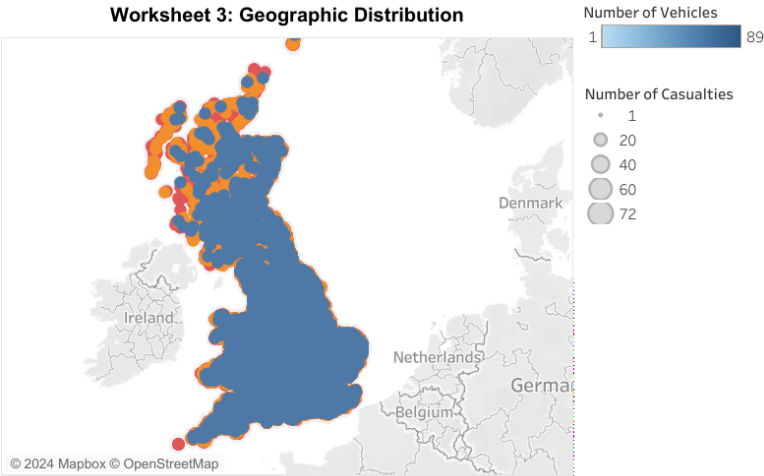 Worksheet 3: Geographic Distribution
Number of Vehicles
1 89
Number of Casualties
1
20
40
60
72
Denmark
Ireland
Netherlands
Germa
Belgium
© 2024 Mapbox © OpenStreetMap